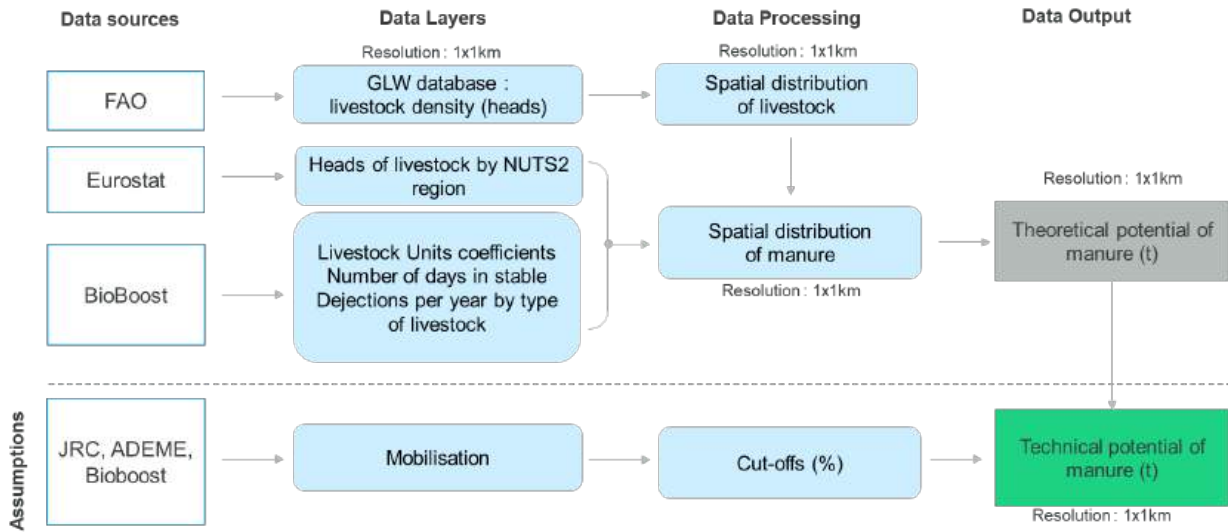 Data sources
Data Layers
Data Processing
Data Output
Resolution : 1x1km
Resolution : 1x1km
FAO
GLW database :
livestock density (heads)
Spatial distribution
of livestock
Eurostat
Heads of livestock by NUTS2
region
BioBoost
Livestock Units coefficients
Number of days in stable
Dejections per year by type
of livestock
Spatial distribution
of manure
Resolution : 1x1km
Resolution : 1x1km
Theoretical potential of
manure (t)
Assumptions
JRC, ADEME,
Bioboost
Mobilisation
Cut-offs (%)
Technical potential of
manure (t)
Resolution : 1x1km